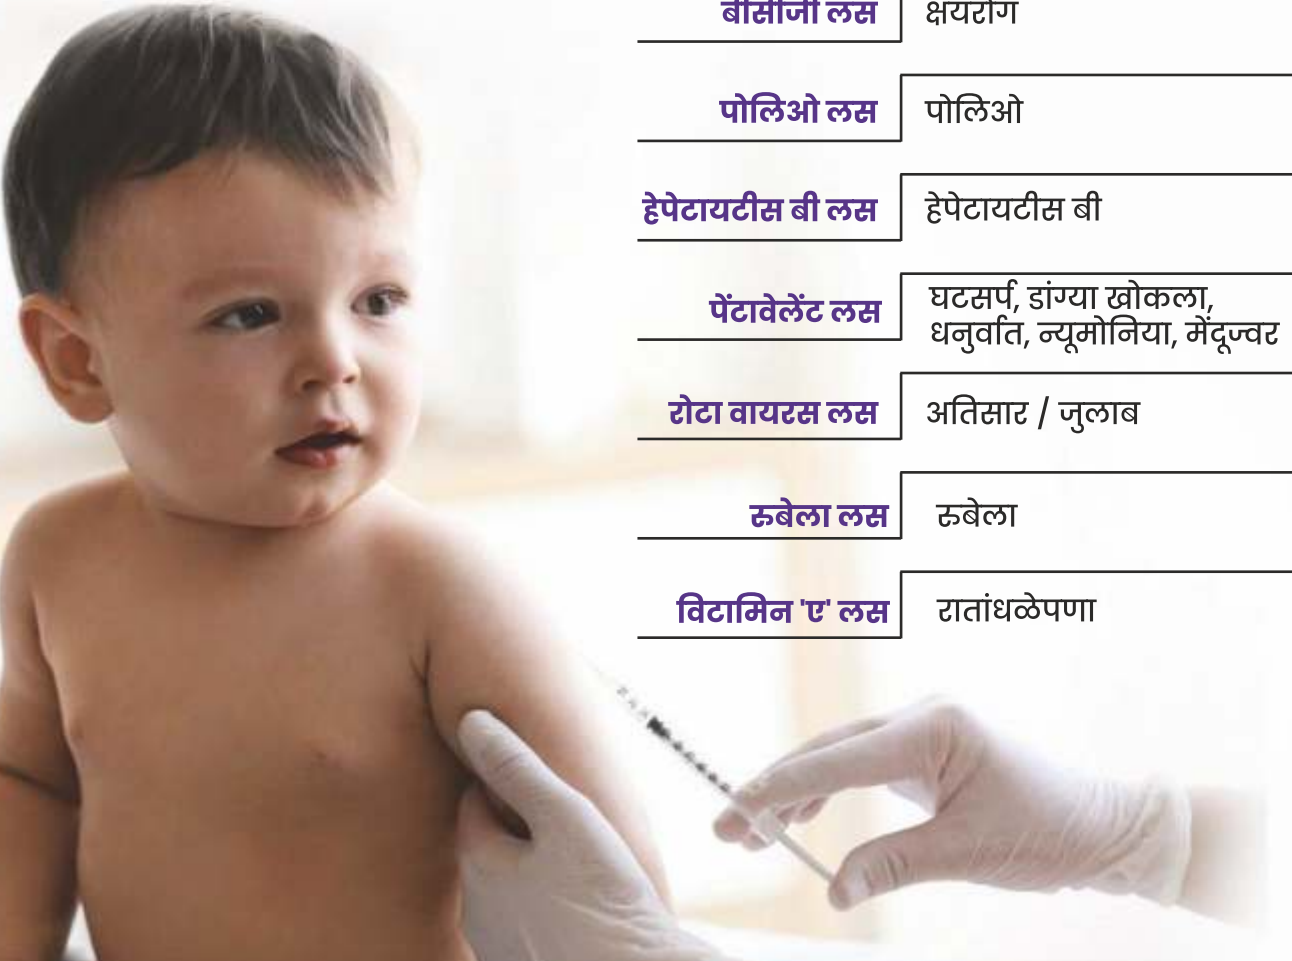 बीसीजी लस क्षयरोग
पोलिओ लस पोलिओ
हेपेटायटीस बी लस हेपेटायटीस बी
पेंटावेलेंट लस घटसर्प, डांग्या खोकला,
धनुर्वात, न्यूमोनिया, मेंदूज्वर
रोटा वायरस लस अतिसार / जुलाब
रुबेला लस रुबेला
विटामिन 'ए' लस रातांधळेपणा